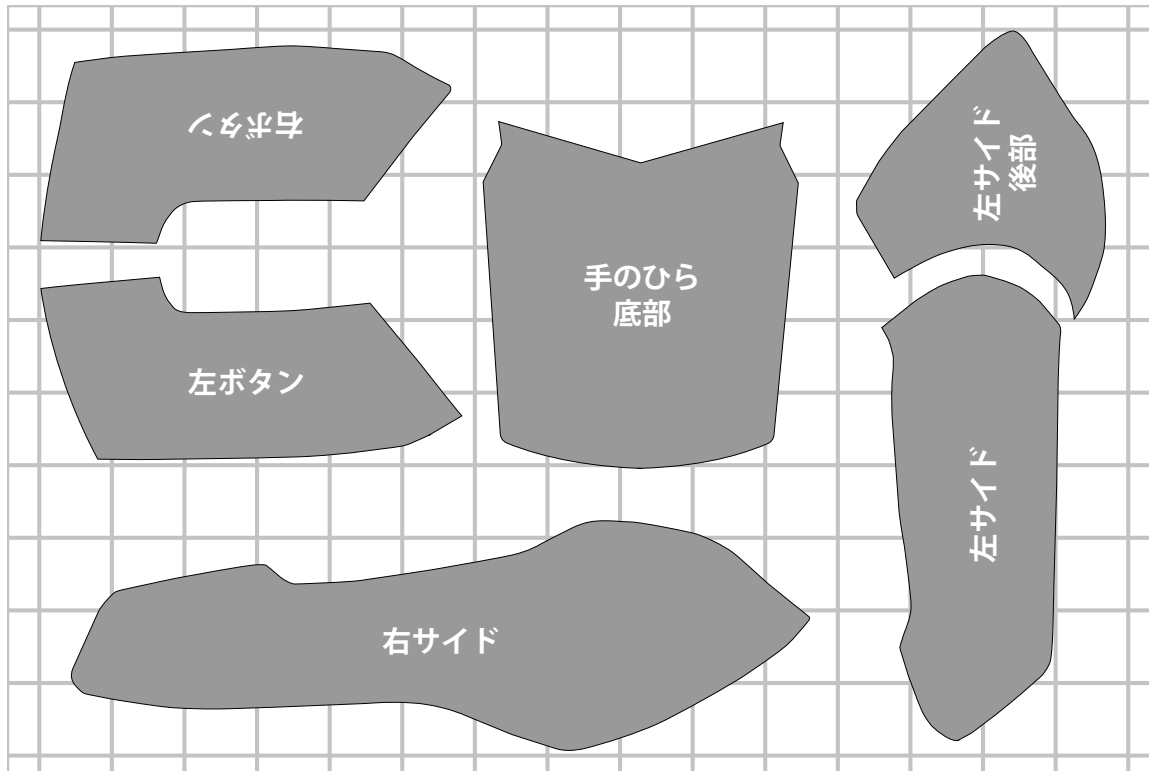 右ボタン
左サイド
後部
手のひら
底部
左ボタン
左サイド
右サイド